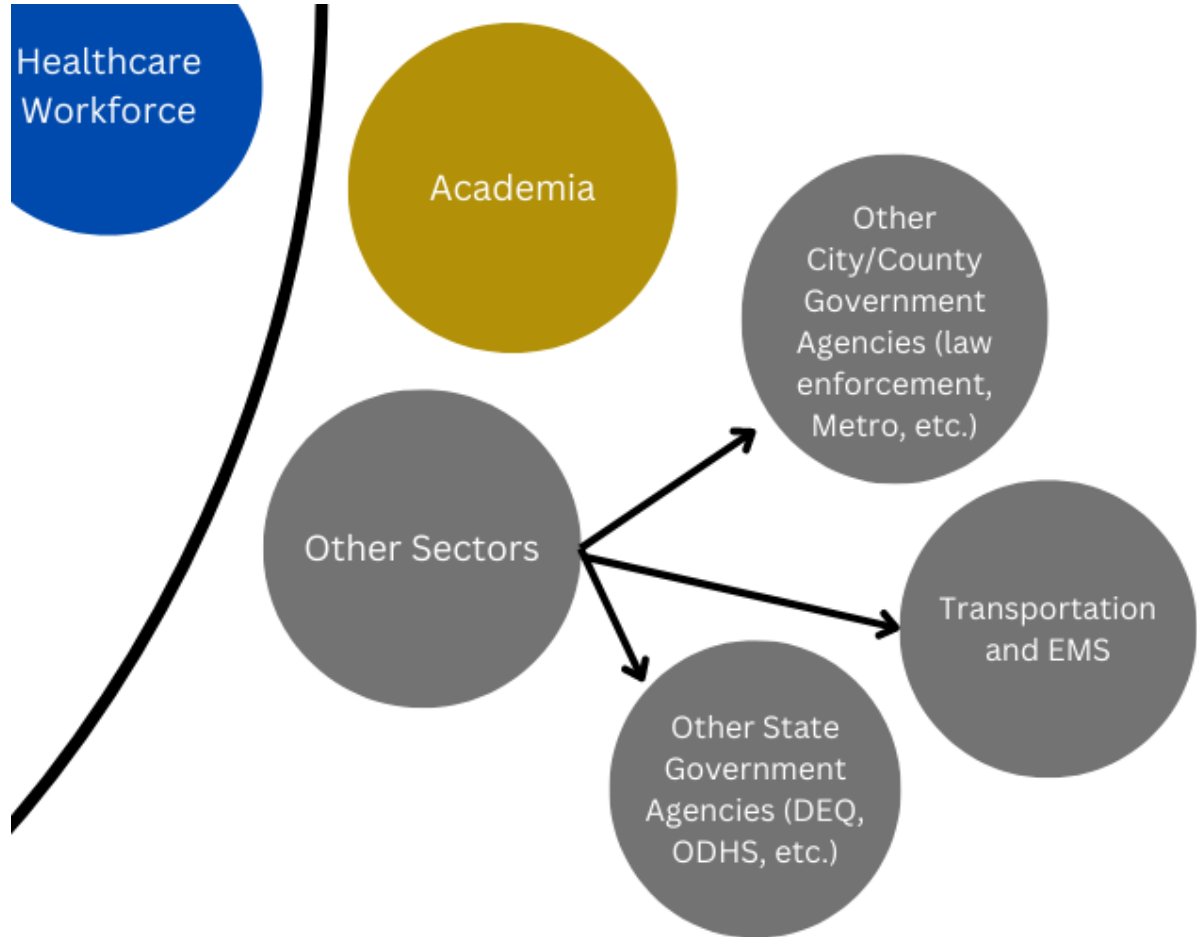 Healthcare
Workforce
Academia
Other
City/County
Government
Agencies (law
enforcement,
Metro, etc.)
Other Sectors
Transportation
and EMS
Other State
Government
Agencies (DEQ,
ODHS, etc.)